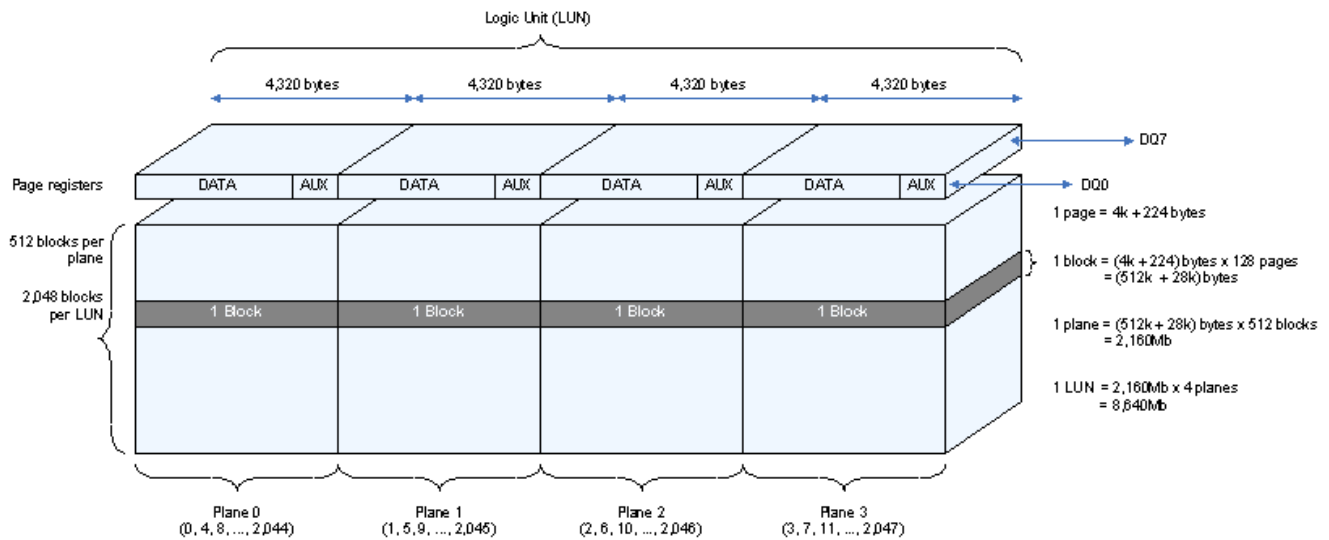 Logic Unit (LUN)
4,320 bytes 4,320 bytes 4,320 bytes 4,320 bytes
DQ7
Page registers DATA AUX DATA AUX DATA AUX DATA AUX DQ0
1 page = 4k + 224 bytes
512 blocks per
plane
1 block = (4k + 224) bytes x 128 pages
= (512k + 28k) bytes
2,048 blocks
per LUN
1 Block 1 Block 1 Block 1 Block
1 plane = (512k + 28k) bytes x 512 blocks
= 2,160Mb
1 LUN = 2,160Mb x 4 planes
= 8,640Mb
Plane 0 Plane 1 Plane 2 Plane 3
(0, 4, 8, ..., 2,044) (1, 5, 9, ..., 2,045) (2, 6, 10, ..., 2,046) (3, 7, 11, ..., 2,047)